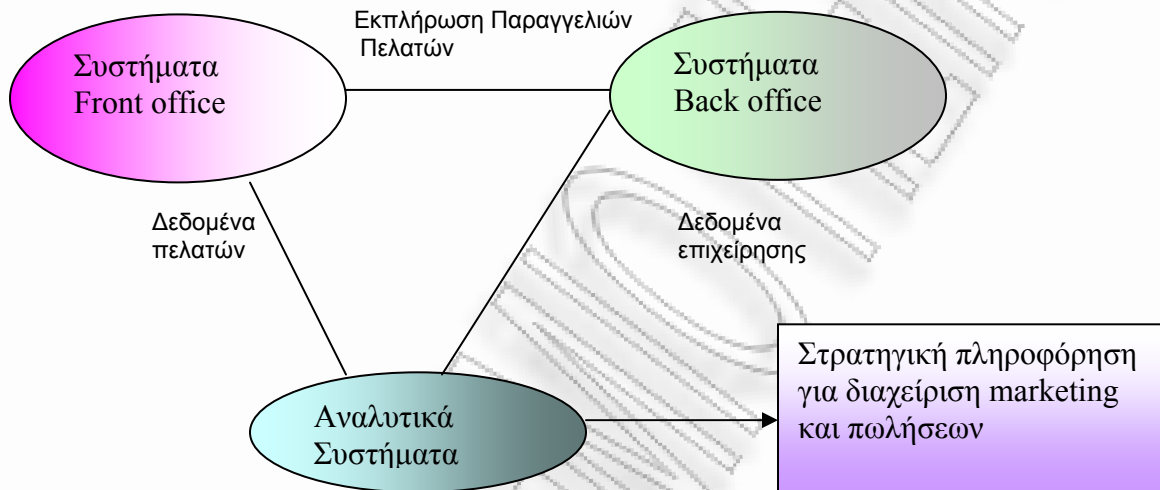 Εκπλήρωση Παραγγελιών
Πελατών
Συστήματα
Front office
Συστήματα
Back office
Δεδομένα
πελατών
Δεδομένα
επιχείρησης
Αναλυτικά
Συστήματα
Στρατηγική πληροφόρηση
για διαχείριση marketing
και πωλήσεων